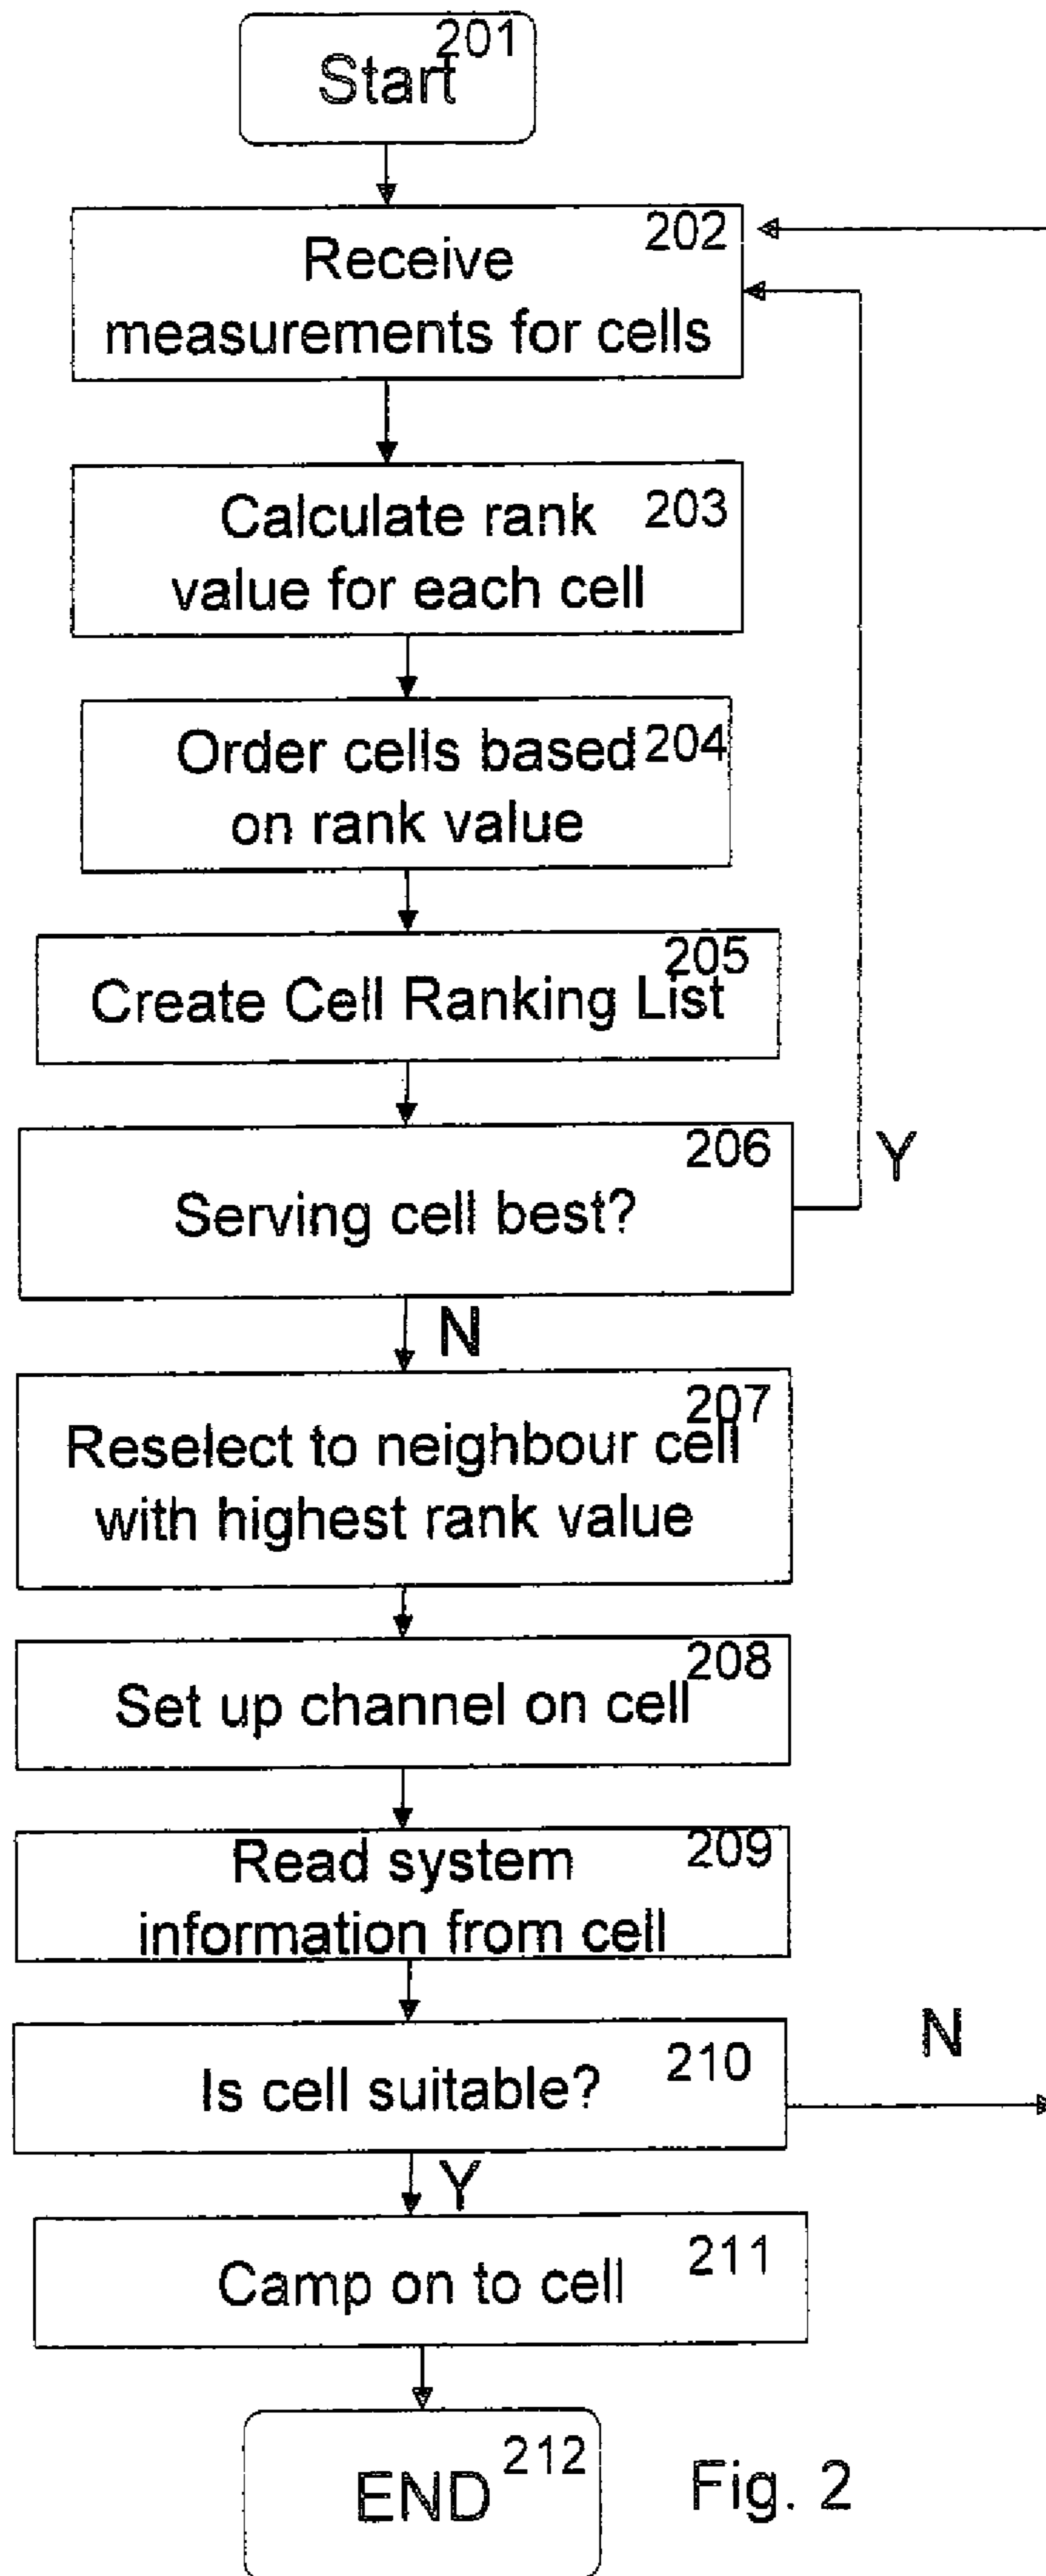 201
Start
202
Receive
measurements for cells
203
Calculate rank
value for each cell
204
Order cells based
on rank value
205
Create Cell Ranking List
206
Serving cell best?
Y
N
207
Reselect to neighbour cell
with highest rank value
208
Set up channel on cell
209
Read system
information from cell
210
Is cell suitable?
N
Y
211
Camp on to cell
212
END
Fig. 2